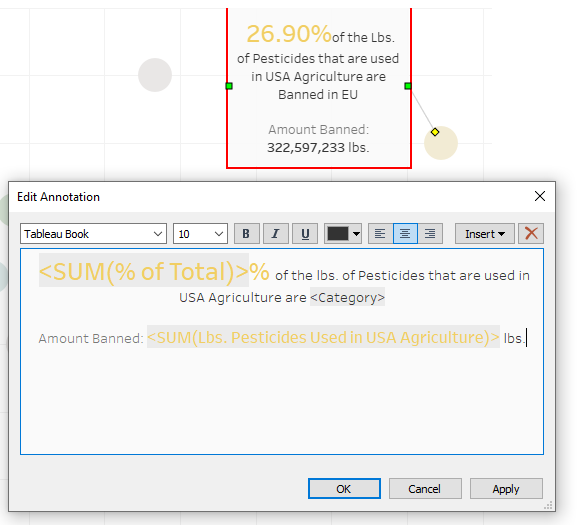 26.90%of the Lbs.
of Pesticides that are used
in USA Agriculture are
Banned in EU
Amount Banned:
322,597,233 lbs.
Edit Annotation
Tableau Book 10 B I U Insert
<SUM(% of Total)>% of the lbs. of Pesticides that are used in
USA Agriculture are <Category>
Amount Banned: <SUM(Lbs. Pesticides Used in USA Agriculture)> lbs.
OK Cancel Apply